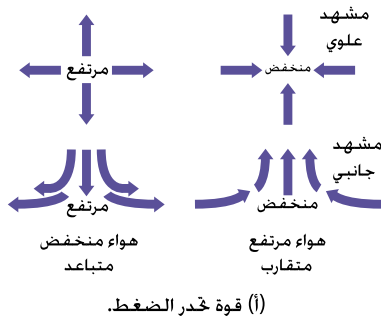 مشهد
علوي
منخفض
مرتفع
مشهد
جانبي
منخفض
مرتفع
هواء مرتفع
متقارب
هواء منخفض
متباعد
(أ) قوة تحدر الضغط.